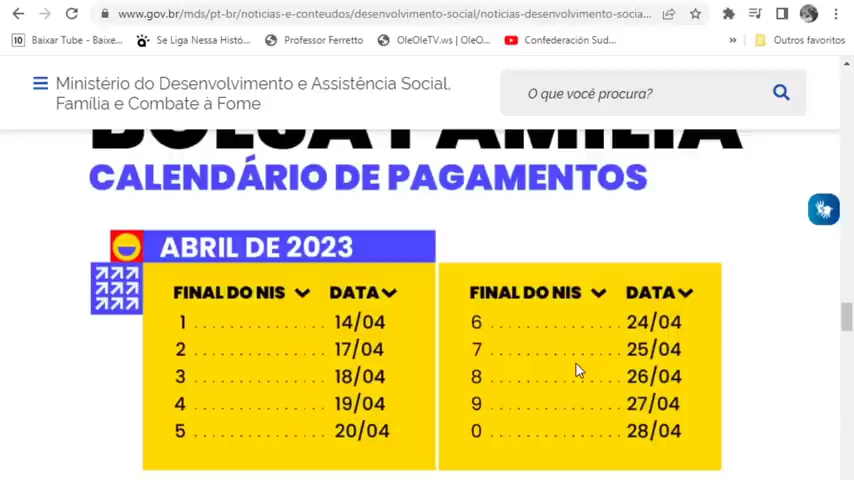 www.gov.br/mds/pt-br/noticias-e-conteudos/desenvolvimento-social/noticias-desenvolvimento-socia...
10 Baixar Tube - Baixe... Se Liga Nessa Histó... Professor Ferretto OleOleTV.ws | OleO... Confederación Sud... » Outros favoritos
Ministério do Desenvolvimento e Assistência Social,
Família e Combate à Fome
O que você procura?
BOLSA FAMÍLIA
CALENDÁRIO DE PAGAMENTOS
ABRIL DE 2023
FINAL DO NIS DATA
1 14/04
2 17/04
3 18/04
4 19/04
5 20/04
FINAL DO NIS DATA
6 24/04
7 25/04
8 26/04
9 27/04
0 28/04